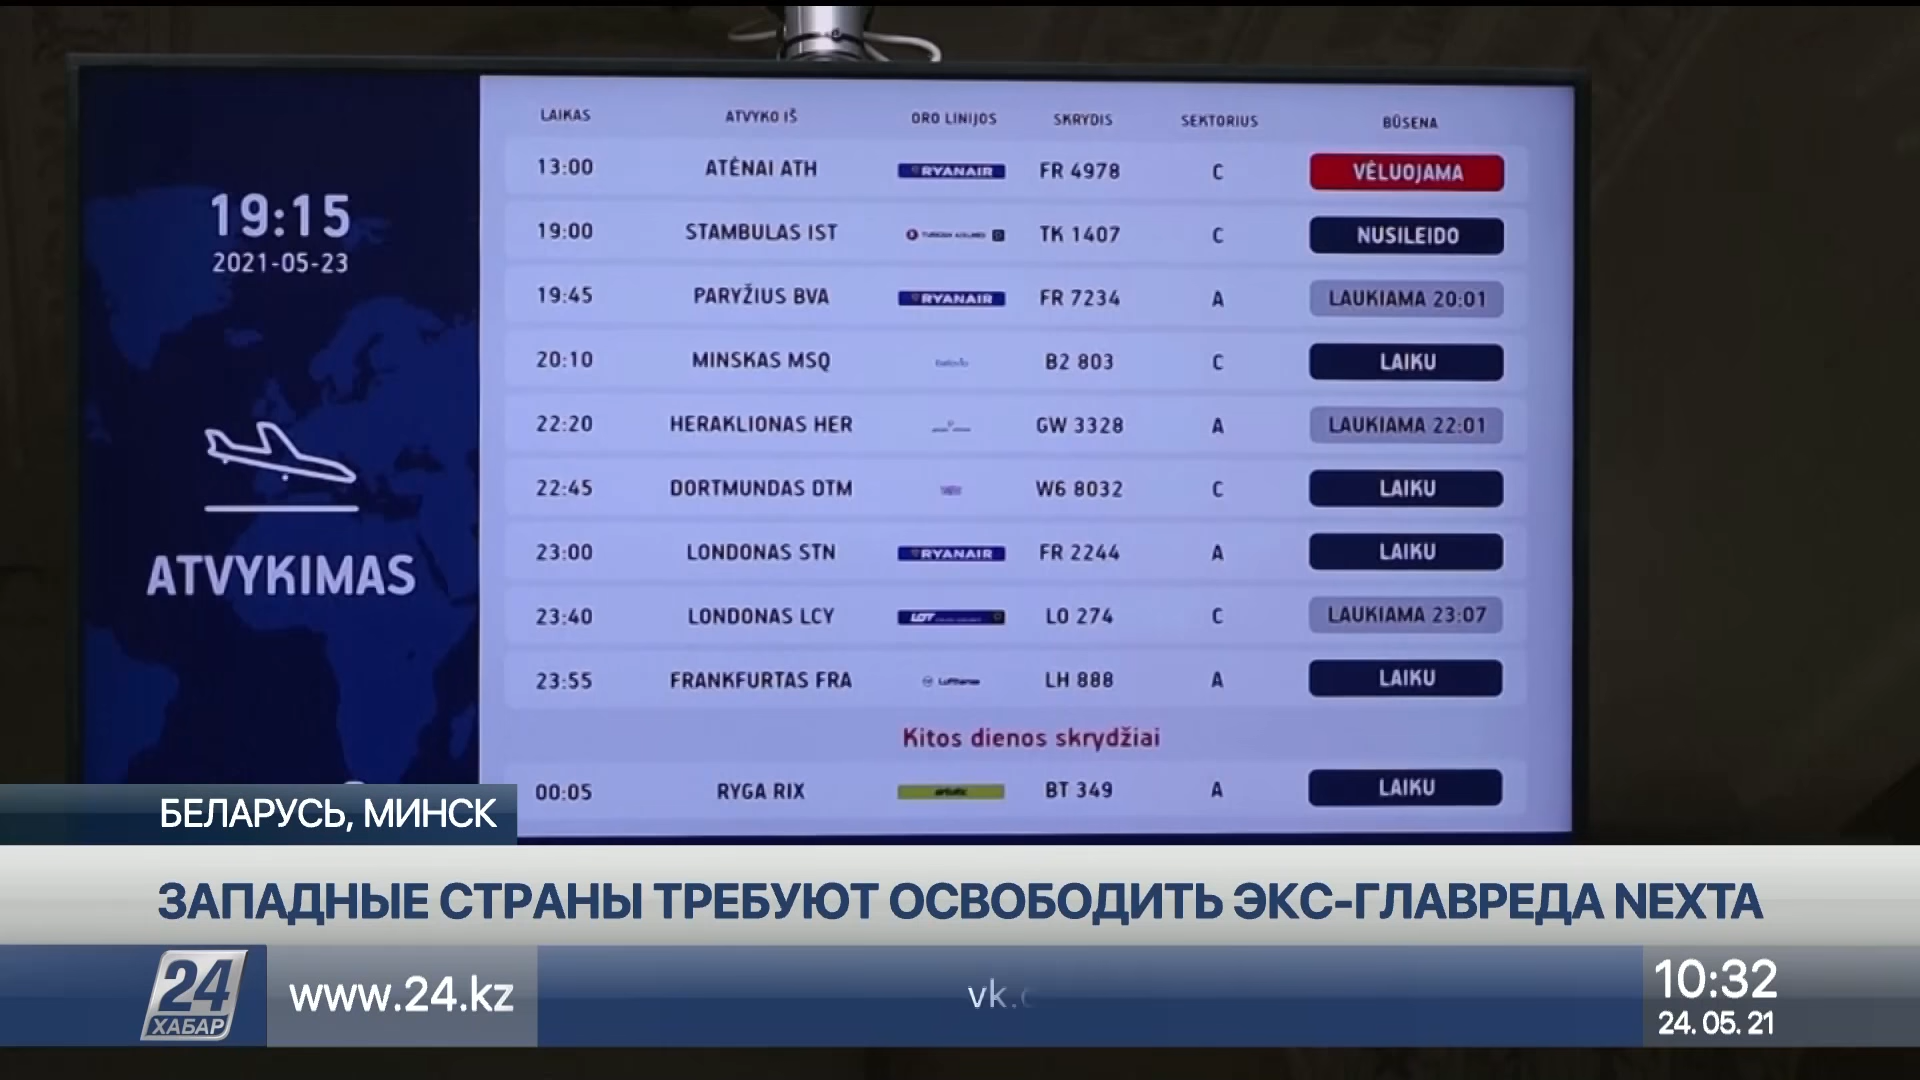 LAIKAS ATVYKO IŠ ORO LINIJOS SKRYDIS SEKTORIUS BŪSENA
13:00 ATĖNAI ATH RYANAIR FR 4978 C VĖLUOJAMA
19:15
2021-05-23
19:00 STAMBULAS IST TURKISH AIRLINES TK 1407 C NUSILEIDO
19:45 PARYŽIUS BVA RYANAIR FR 7234 A LAUKIAMA 20:01
20:10 MINSKAS MSQ B2 803 C LAIKU
22:20 HERAKLIONAS HER GW 3328 A LAUKIAMA 22:01
22:45 DORTMUNDAS DTM W6 8032 C LAIKU
23:00 LONDONAS STN RYANAIR FR 2244 A LAIKU
ATVYKIMAS
23:40 LONDONAS LCY LOT LO 274 C LAUKIAMA 23:07
23:55 FRANKFURTAS FRA Lufthansa LH 888 A LAIKU
Kitos dienos skrydžiai
00:05 RYGA RIX BT 349 A LAIKU
БЕЛАРУСЬ, МИНСК
ЗАПАДНЫЕ СТРАНЫ ТРЕБУЮТ ОСВОБОДИТЬ ЭКС-ГЛАВРЕДА NEXTA
24 ХАБАР
www.24.kz
vk.
10:32
24. 05. 21